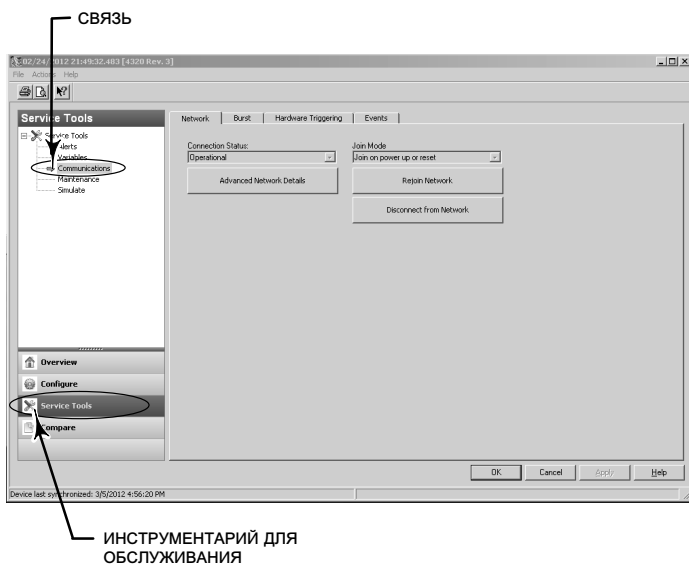 СВЯЗЬ
02/24/2012 21:49:32.483 [4320 Rev. 3]
File Actions Help
Service Tools
Service Tools
Alerts
Variables
Communications
Maintenance
Simulate
Overview
Configure
Service Tools
Compare
Network Burst Hardware Triggering Events
Connection Status: Join Mode
Operational Join on power up or reset
Advanced Network Details Rejoin Network
Disconnect from Network
OK Cancel Apply Help
Device last synchronized: 3/5/2012 4:56:20 PM
ИНСТРУМЕНТАРИЙ ДЛЯ
ОБСЛУЖИВАНИЯ